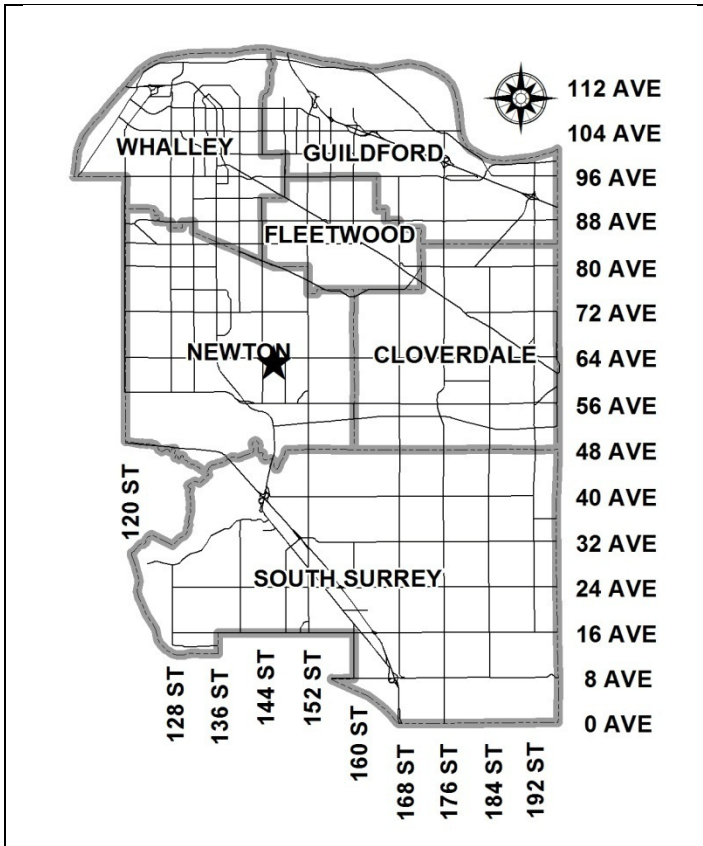 112 AVE
104 AVE
WHALLEY
GUILDFORD
96 AVE
88 AVE
FLEETWOOD
80 AVE
72 AVE
NEWTON
CLOVERDALE
64 AVE
56 AVE
48 AVE
120 ST
40 AVE
32 AVE
SOUTH SURREY
24 AVE
16 AVE
8 AVE
0 AVE
128 ST
136 ST
144 ST
152 ST
160 ST
168 ST
176 ST
184 ST
192 ST